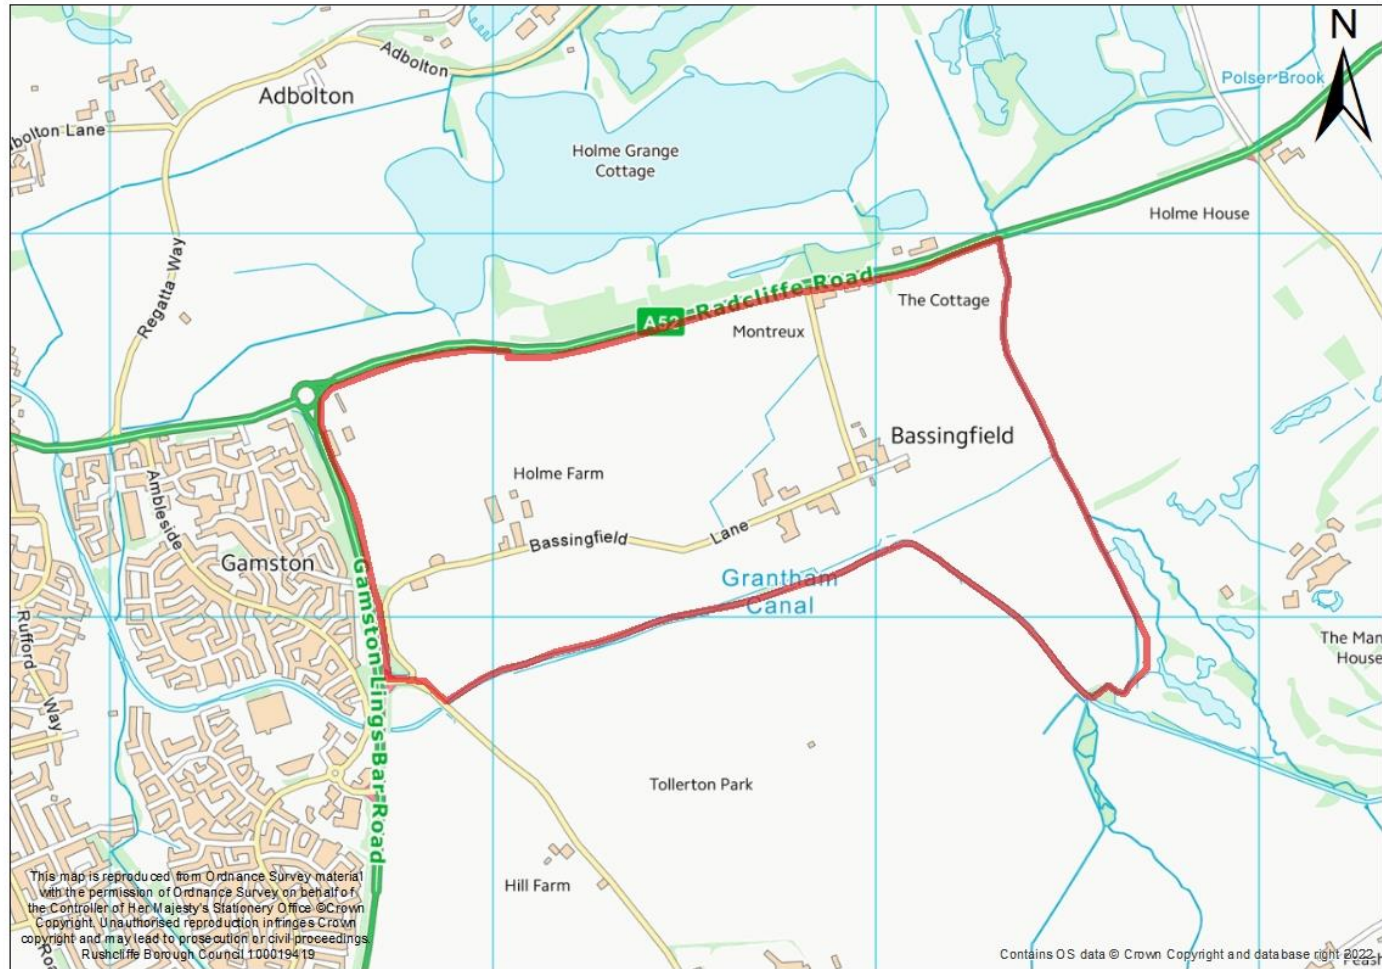 N
Adbolton
Polser Brook
Adbolton
Holme Grange
Cottage
Holme House
Regatta Way
Radcliffe Road
The Cottage
A52
Montreux
Bassingfield
Holme Farm
Ambleside
Bassingfield Lane
Gamston
Grantham
Canal
Rufford Way
Gamston Lings Bar Road
House
Tollerton Park
Hill Farm
This map is reproduced from Ordnance Survey material
with the permission of Ordnance Survey on behalf of
the Controller of Her Majesty's Stationery Office © Crown
Copyright. Unauthorised reproduction infringes Crown
copyright and may lead to prosecution or civil proceedings.
Rushcliffe Borough Council 100019419
Contains OS data © Crown Copyright and database right 2022